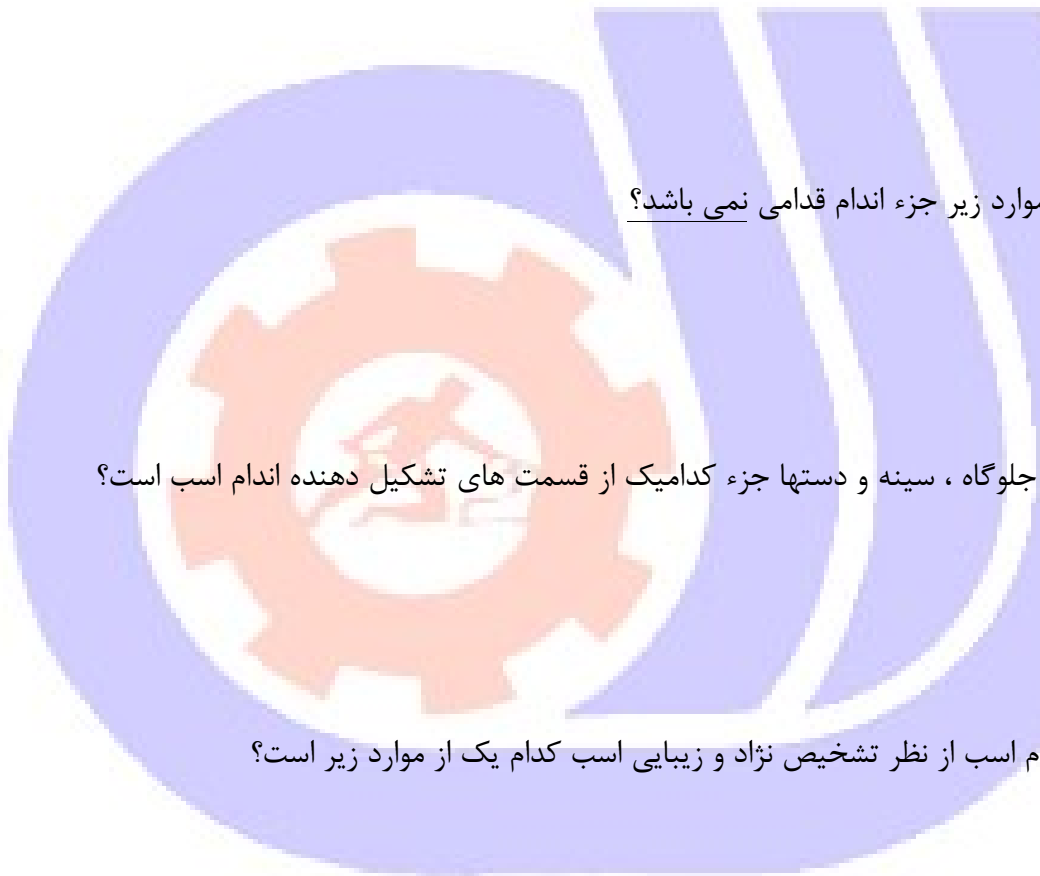 موارد زیر جزء اندام قدامی نمی باشد؟
جلوگاه ، سینه و دستها جزء کدامیک از قسمت های تشکیل دهنده اندام اسب است؟
م اسب از نظر تشخیص نژاد و زیبایی اسب کدام یک از موارد زیر است؟